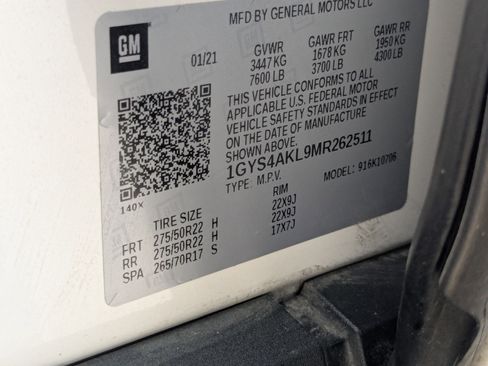 MFD BY GENERAL MOTORS LLC
GM
01/21
GVWR GAWR FRT GAWR RR
3447 KG 1678 KG 1950 KG
7600 LB 3700 LB 4300 LB
THIS VEHICLE CONFORMS TO ALL
APPLICABLE U.S. FEDERAL MOTOR
VEHICLE SAFETY STANDARDS IN EFFECT
ON THE DATE OF MANUFACTURE
SHOWN ABOVE.
1GYS4AKL9MR262511
TYPE: M.P.V. MODEL: 916K10706
140X
TIRE SIZE RIM
FRT 275/50R22 H 22X9J
RR 275/50R22 H 22X9J
SPA 265/70R17 S 17X7J